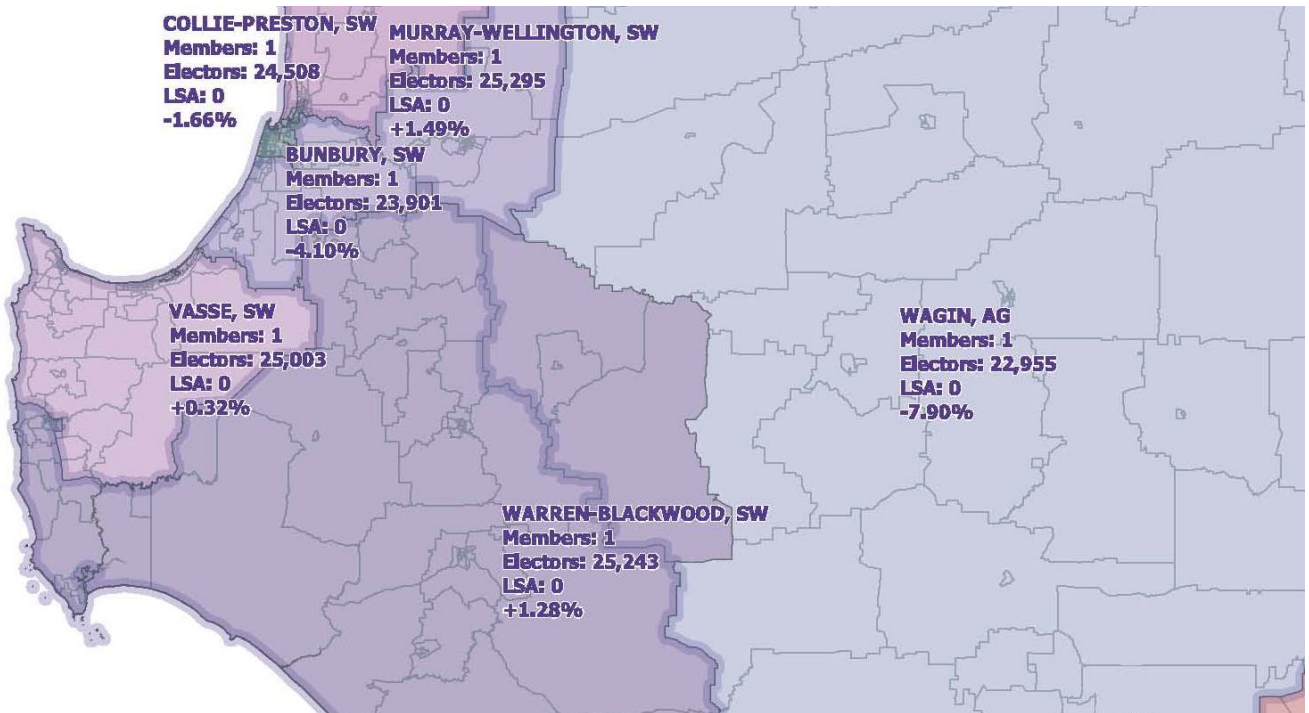 COLLIE-PRESTON, SW
Members: 1
Electors: 24,508
LSA: 0
-1.66%
MURRAY-WELLINGTON, SW
Members: 1
Electors: 25,295
LSA: 0
+1.49%
BUNBURY, SW
Members: 1
Electors: 23,901
LSA: 0
-4.10%
VASSE, SW
Members: 1
Electors: 25,003
LSA: 0
+0.32%
WAGIN, AG
Members: 1
Electors: 22,955
LSA: 0
-7.90%
WARREN-BLACKWOOD, SW
Members: 1
Electors: 25,243
LSA: 0
+1.28%